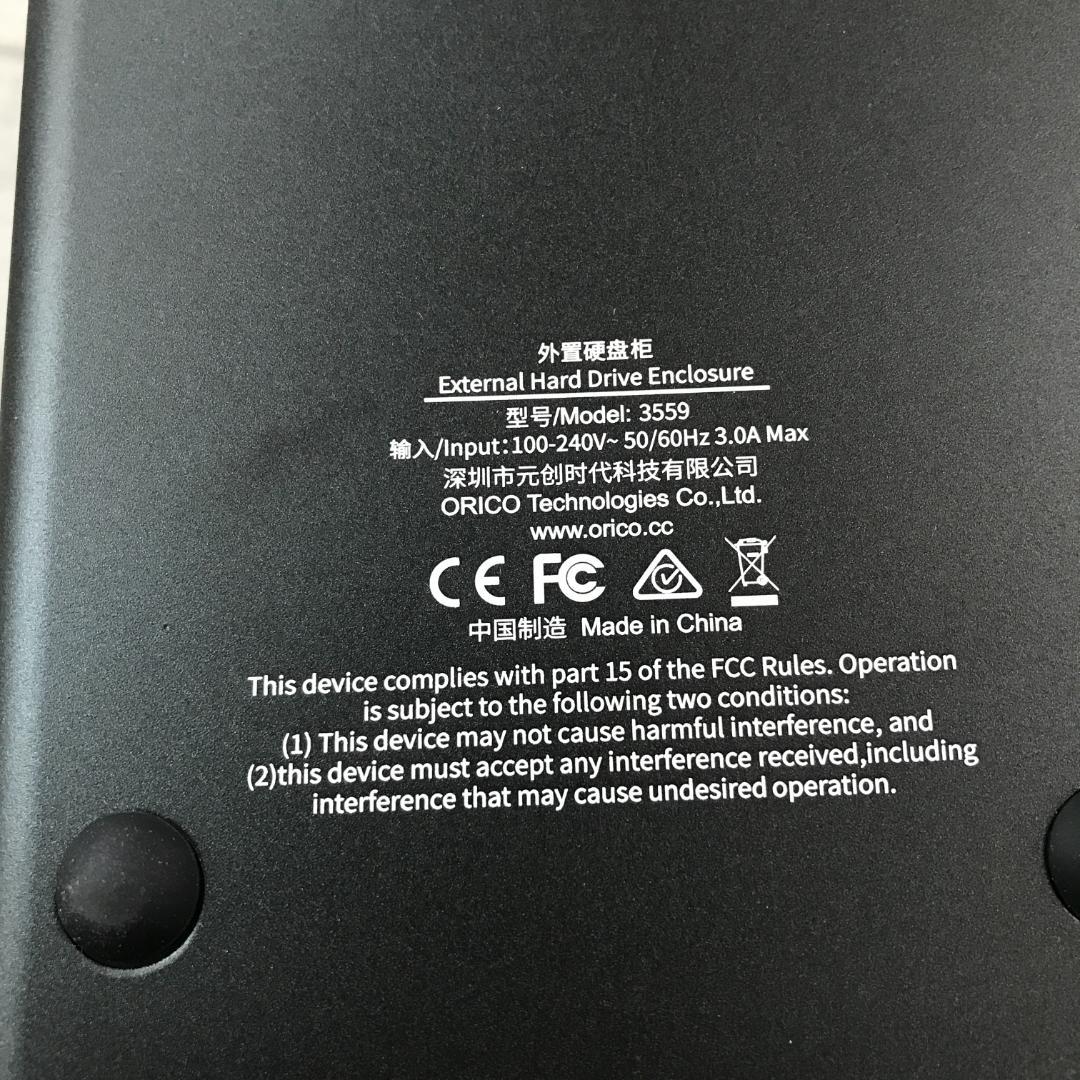 外置硬盘柜
External Hard Drive Enclosure
型号/Model: 3559
输入/Input:100-240V~ 50/60Hz 3.0A Max
深圳市元创时代科技有限公司
ORICO Technologies Co.,Ltd.
www.orico.cc
CE FC
中国制造 Made in China
This device complies with part 15 of the FCC Rules. Operation
is subject to the following two conditions:
(1) This device may not cause harmful interference, and
(2)this device must accept any interference received,including
interference that may cause undesired operation.